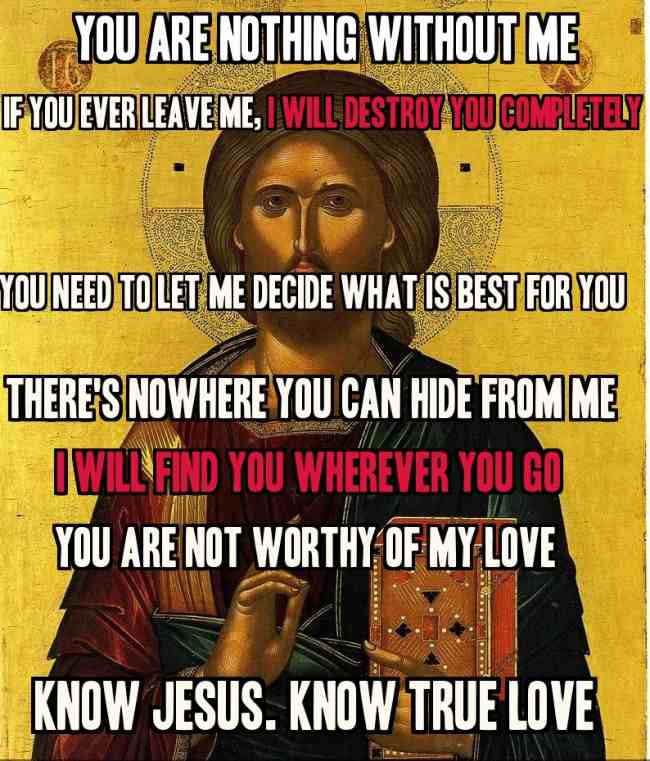 YOU ARE NOTHING WITHOUT ME
IF YOU EVER LEAVE ME, I WILL DESTROY YOU COMPLETELY
YOU NEED TO LET ME DECIDE WHAT IS BEST FOR YOU
THERE'S NOWHERE YOU CAN HIDE FROM ME
I WILL FIND YOU WHEREVER YOU GO
YOU ARE NOT WORTHY OF MY LOVE
KNOW JESUS. KNOW TRUE LOVE